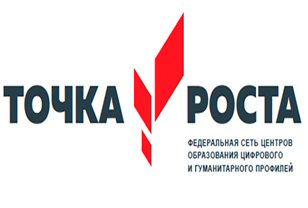 ТОЧКА РОСТА
ФЕДЕРАЛЬНАЯ СЕТЬ ЦЕНТРОВ
ОБРАЗОВАНИЯ ЦИФРОВОГО
И ГУМАНИТАРНОГО ПРОФИЛЕЙ